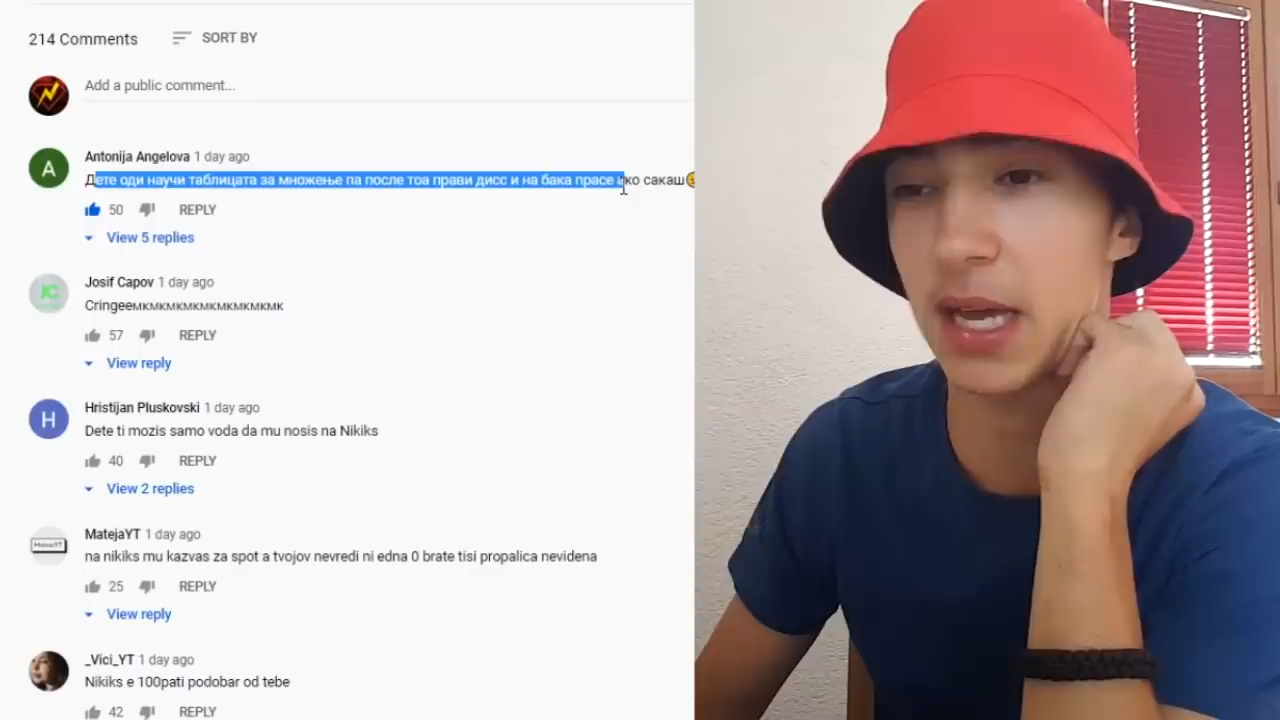 214 Comments
SORT BY
Add a public comment...
Antonija Angelova 1 day ago
Дете оди научи таблицата за множење па после тоа прави дисс и на бака прасе ко сакаш
50 REPLY
View 5 replies
Josif Capov 1 day ago
Cringeeмкмкмкмкмкмкмкмкмк
57 REPLY
View reply
Hristijan Pluskovski 1 day ago
Dete ti mozis samo voda da mu nosis na Nikiks
40 REPLY
View 2 replies
MatejaYT 1 day ago
na nikiks mu kazvas za spot a tvojov nevredi ni edna 0 brate tisi propalica nevidena
25 REPLY
View reply
_Vici_YT 1 day ago
Nikiks e 100pati podobar od tebe
42 REPLY